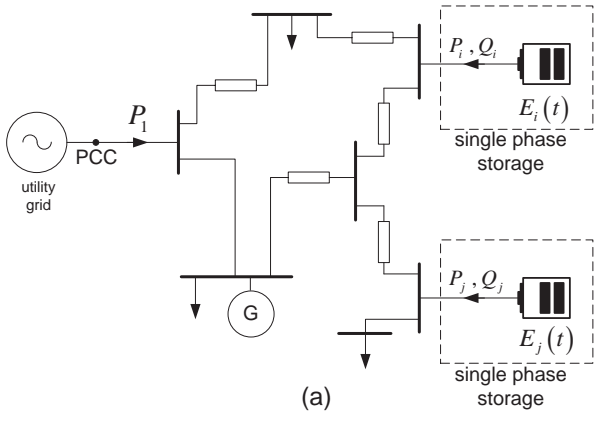 P_i , Q_i
E_i (t)
single phase
storage
P_1
PCC
utility
grid
G
P_j , Q_j
E_j (t)
single phase
storage
(a)